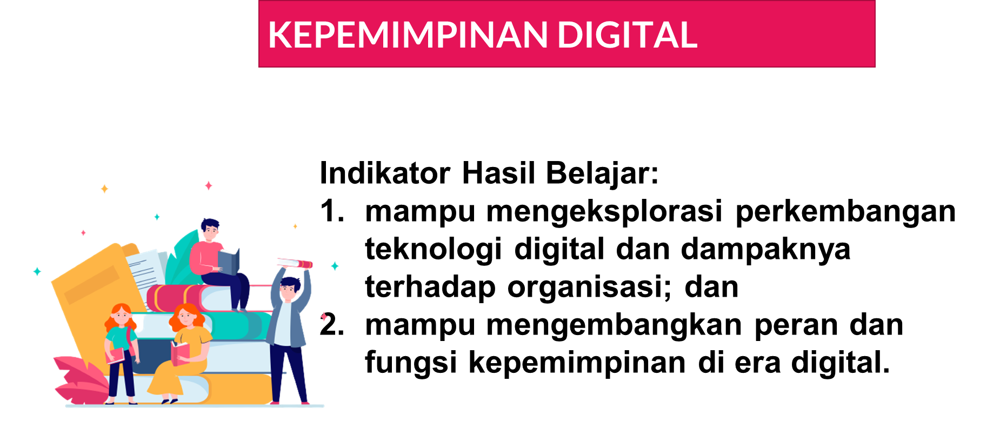 KEPEMIMPINAN DIGITAL
Indikator Hasil Belajar:
1. mampu mengeksplorasi perkembangan
teknologi digital dan dampaknya
terhadap organisasi; dan
2. mampu mengembangkan peran dan
fungsi kepemimpinan di era digital.